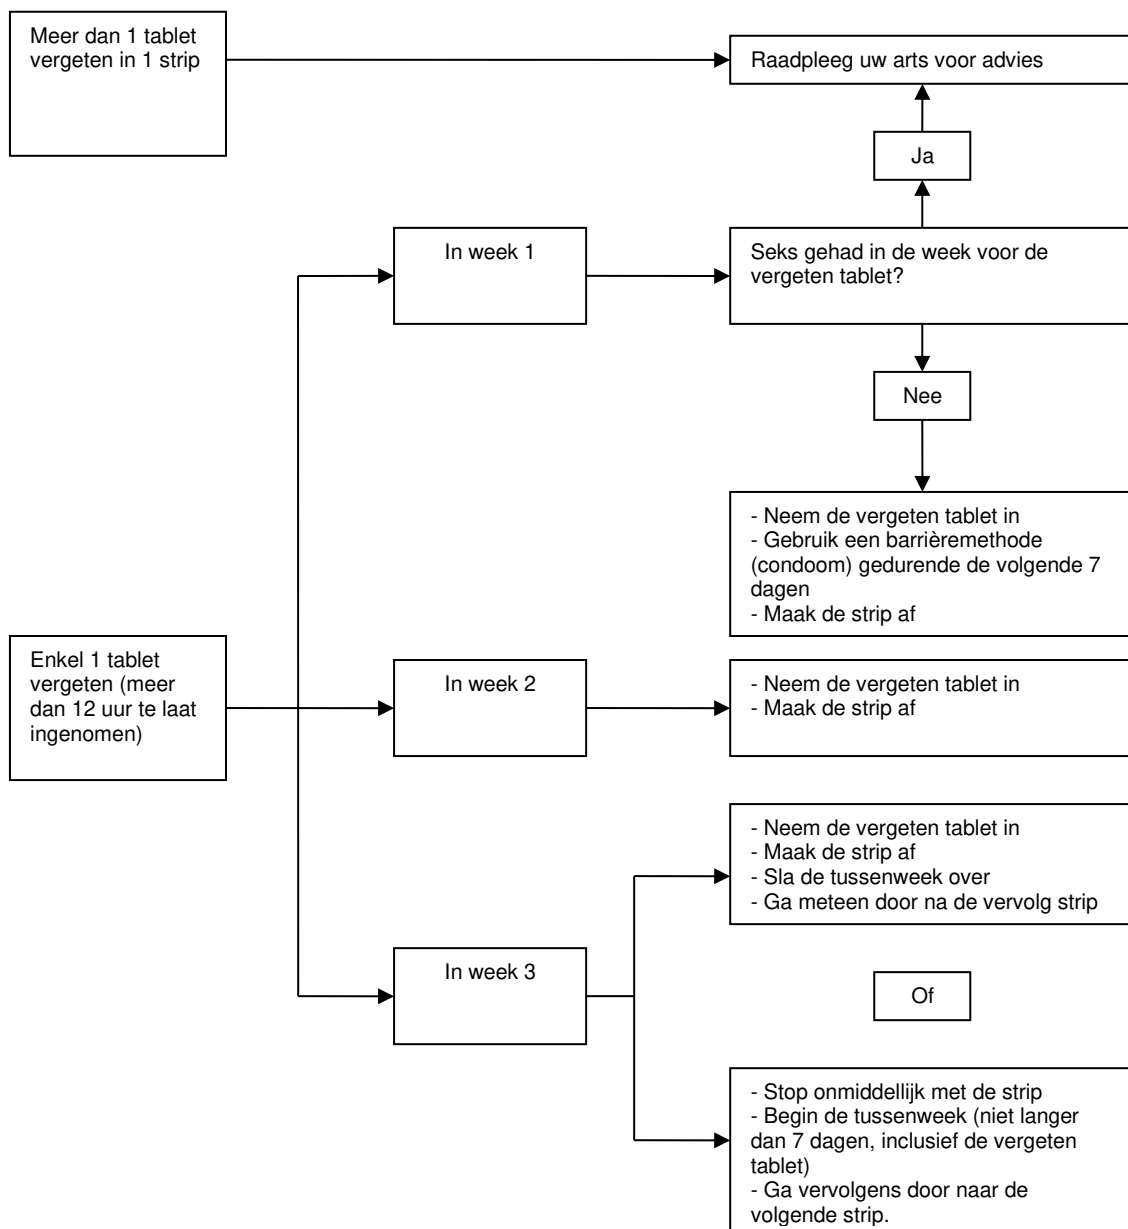 Meer dan 1 tablet
vergeten in 1 strip
Raadpleeg uw arts voor advies
Ja
In week 1
Seks gehad in de week voor de
vergeten tablet?
Nee
- Neem de vergeten tablet in
- Gebruik een barrièremethode
(condoom) gedurende de volgende 7
dagen
- Maak de strip af
Enkel 1 tablet
vergeten (meer
dan 12 uur te laat
ingenomen)
In week 2
- Neem de vergeten tablet in
- Maak de strip af
- Neem de vergeten tablet in
- Maak de strip af
- Sla de tussenweek over
- Ga meteen door na de vervolg strip
In week 3
Of
- Stop onmiddellijk met de strip
- Begin de tussenweek (niet langer
dan 7 dagen, inclusief de vergeten
tablet)
- Ga vervolgens door naar de
volgende strip.